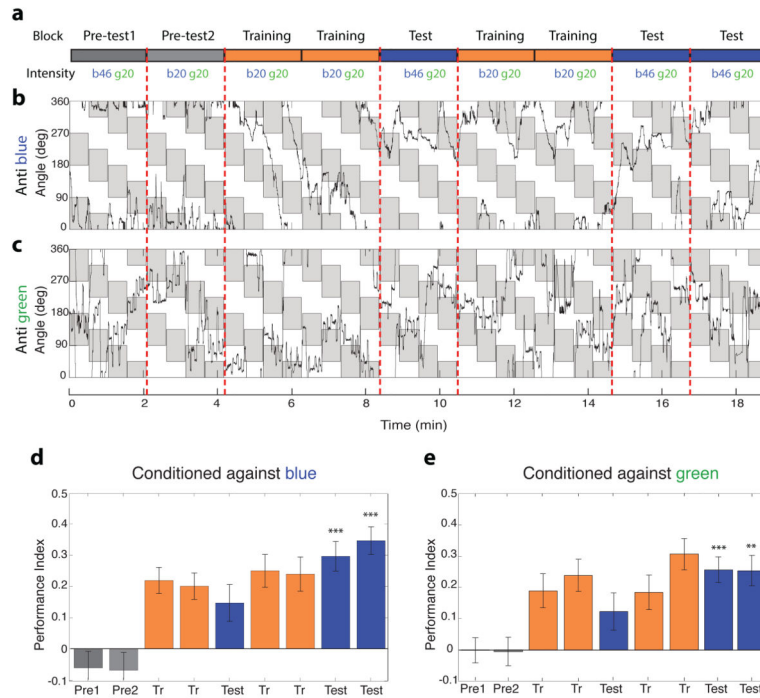 a
Block Pre-test1 Pre-test2 Training Training Test Training Training Test Test
Intensity b46 g20 b20 g20 b20 g20 b20 g20 b46 g20 b20 g20 b20 g20 b46 g20 b46 g20
b
Anti blue
Angle (deg)
360
270
180
90
0
c
Anti green
Angle (deg)
360
270
180
90
0
0 2 4 6 8 10 12 14 16 18
Time (min)
d
Conditioned against blue
Performance Index
0.5
0.4
0.3
0.2
0.1
0
-0.1
*** ***
Pre1 Pre2 Tr Tr Test Tr Tr Test Test
e
Conditioned against green
Performance Index
0.5
0.4
0.3
0.2
0.1
0
-0.1
*** **
Pre1 Pre2 Tr Tr Test Tr Tr Test Test